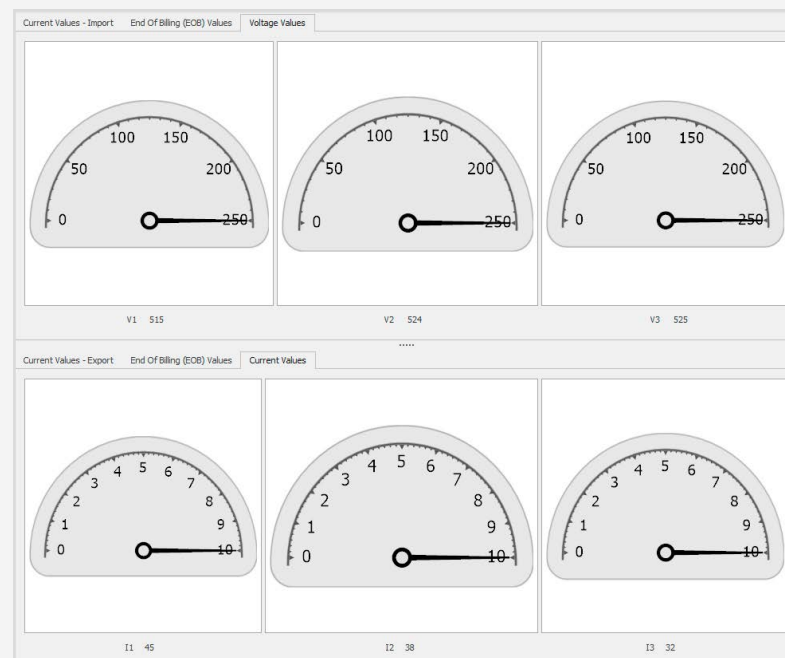 Current Values - Import End Of Billing (EOB) Values Voltage Values
0 50 100 150 200 250
0 50 100 150 200 250
0 50 100 150 200 250
V1 515
V2 524
V3 525
Current Values - Export End Of Billing (EOB) Values Current Values
0 1 2 3 4 5 6 7 8 9 10
0 1 2 3 4 5 6 7 8 9 10
0 1 2 3 4 5 6 7 8 9 10
I1 45
I2 38
I3 32